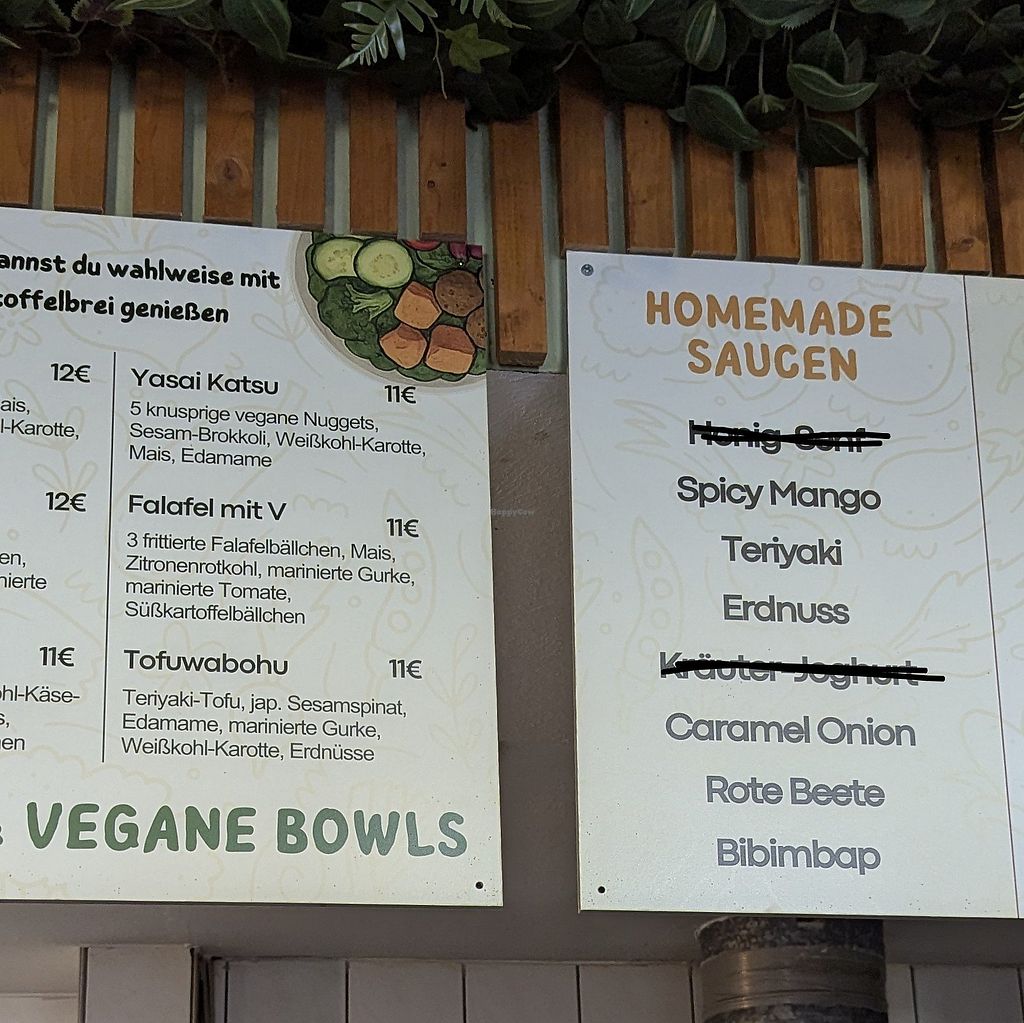 annst du wahlweise mit
toffelbrei genießen
12€
ais,
l-Karotte,
12€
en,
nierte
11€
ohl-Käse-
s,
en
Yasai Katsu 11€
5 knusprige vegane Nuggets,
Sesam-Brokkoli, Weißkohl-Karotte,
Mais, Edamame
Falafel mit V 11€
3 frittierte Falafelbällchen, Mais,
Zitronenrotkohl, marinierte Gurke,
marinierte Tomate,
Süßkartoffelbällchen
Tofuwabohu 11€
Teriyaki-Tofu, jap. Sesamspinat,
Edamame, marinierte Gurke,
Weißkohl-Karotte, Erdnüsse
& VEGANE BOWLS
HappyCow
HOMEMADE
SAUCEN
Honig-Senf
Spicy Mango
Teriyaki
Erdnuss
Kräuter-Joghurt
Caramel Onion
Rote Beete
Bibimbap